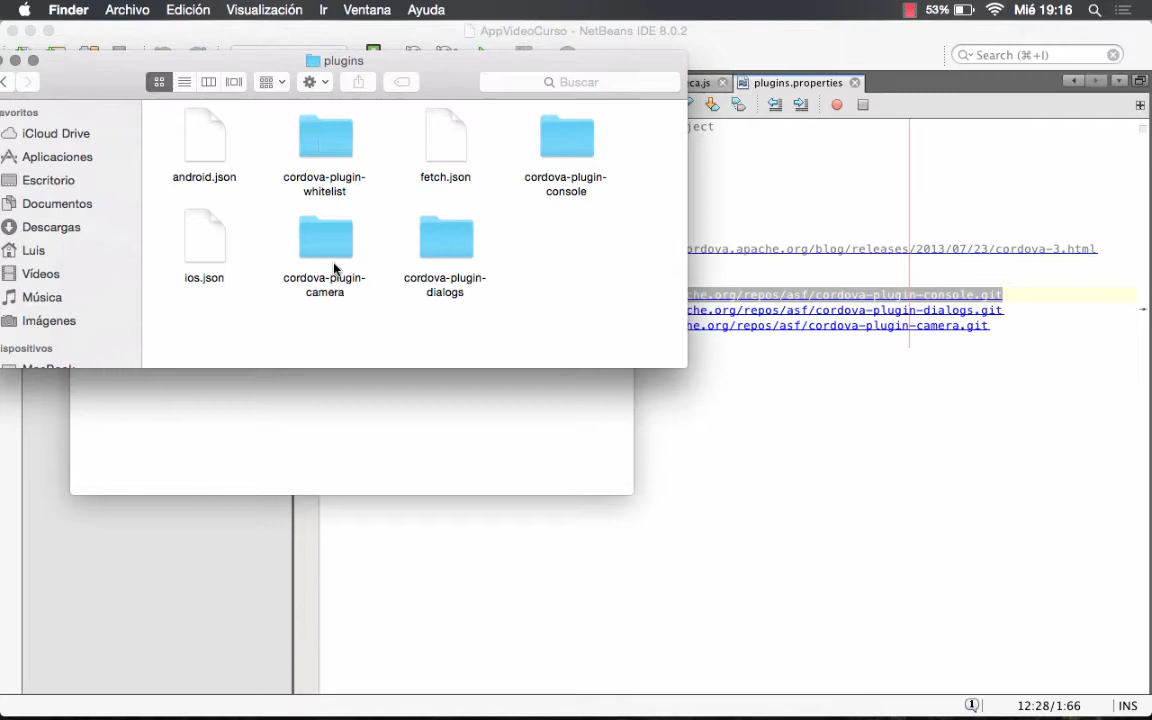 Finder Archivo Edición Visualización Ir Ventana Ayuda 53% Mié 19:16
AppVideoCurso - NetBeans IDE 8.0.2
plugins
Search (⌘+I)
Buscar
plugins.properties
avoritos
iCloud Drive
Aplicaciones
Escritorio
Documentos
Descargas
Luis
Vídeos
Música
Imágenes
ispositivos
android.json
cordova-plugin-
whitelist
fetch.json
cordova-plugin-
console
ios.json
cordova-plugin-
camera
cordova-plugin-
dialogs
ject
rdova.apache.org/blog/releases/2013/07/23/cordova-3.html
che.org/repos/asf/cordova-plugin-console.git
che.org/repos/asf/cordova-plugin-dialogs.git
he.org/repos/asf/cordova-plugin-camera.git
12:28/1:66 INS